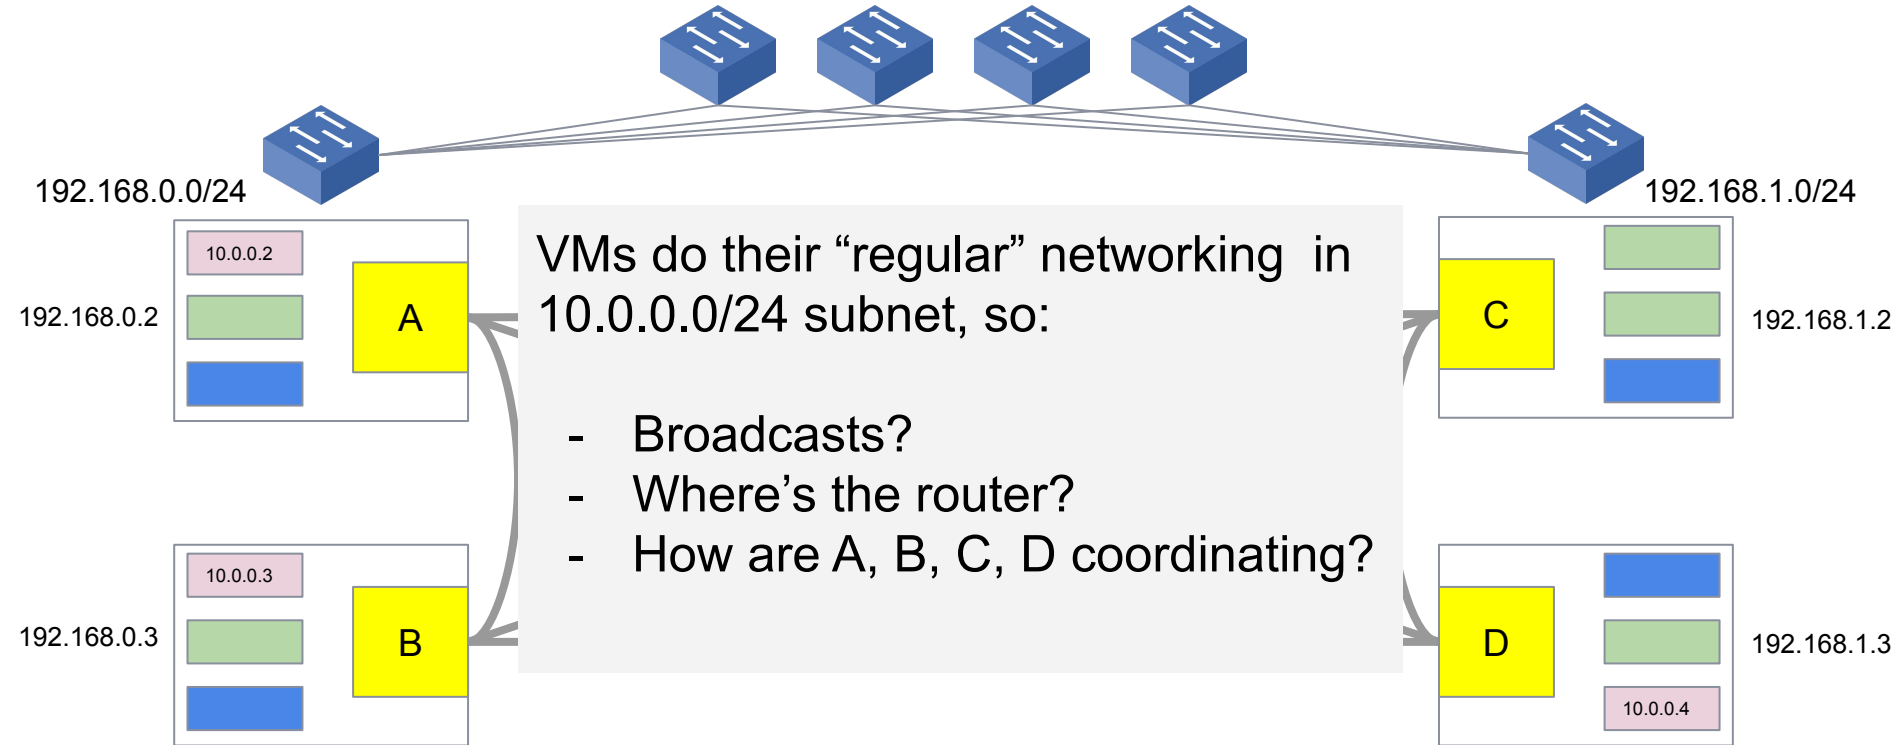 192.168.0.0/24
192.168.1.0/24
10.0.0.2
192.168.0.2
A
VMs do their “regular” networking  in
10.0.0.0/24 subnet, so:
- Broadcasts?
- Where’s the router?
- How are A, B, C, D coordinating?
C
192.168.1.2
10.0.0.3
192.168.0.3
B
D
192.168.1.3
10.0.0.4